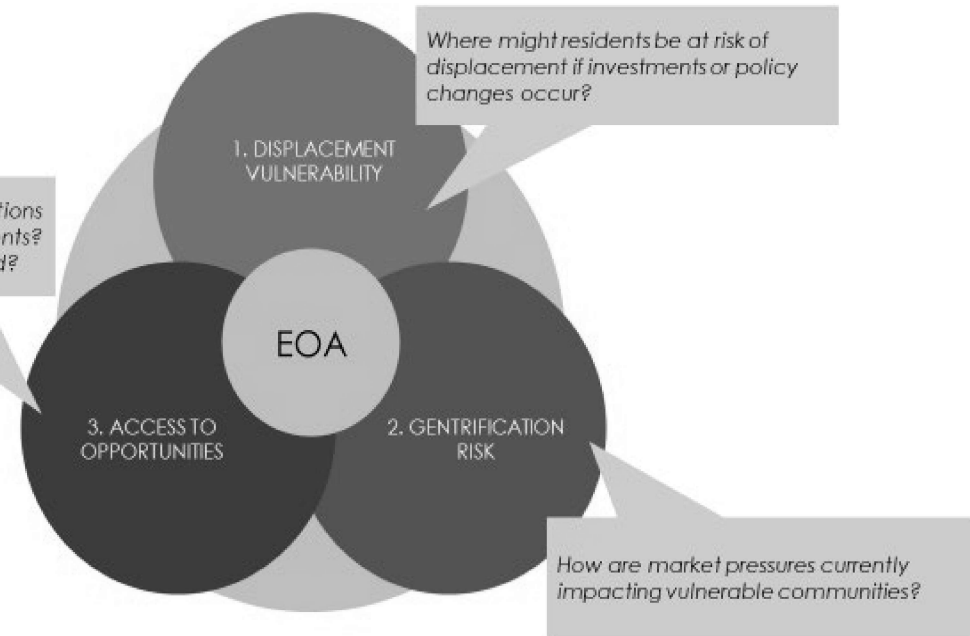 Where might residents be at risk of
displacement if investments or policy
changes occur?
1. DISPLACEMENT
VULNERABILITY
EOA
3. ACCESS TO
OPPORTUNITIES
2. GENTRIFICATION
RISK
How are market pressures currently
impacting vulnerable communities?